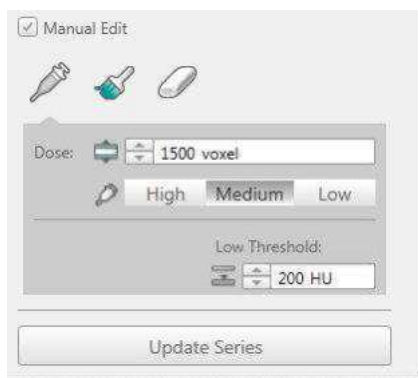 Manual Edit
Dose: 1500 voxel
High Medium Low
Low Threshold:
200 HU
Update Series